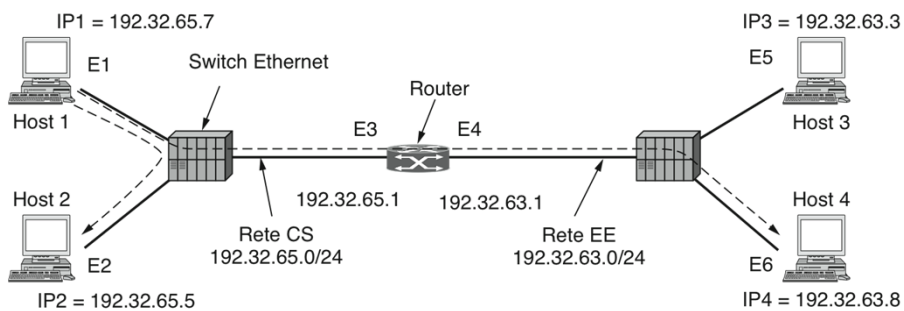 IP1 = 192.32.65.7
E1
Host 1
Switch Ethernet
Router
E3
E4
IP3 = 192.32.63.3
E5
Host 3
Host 2
E2
IP2 = 192.32.65.5
192.32.65.1
Rete CS
192.32.65.0/24
192.32.63.1
Rete EE
192.32.63.0/24
Host 4
E6
IP4 = 192.32.63.8